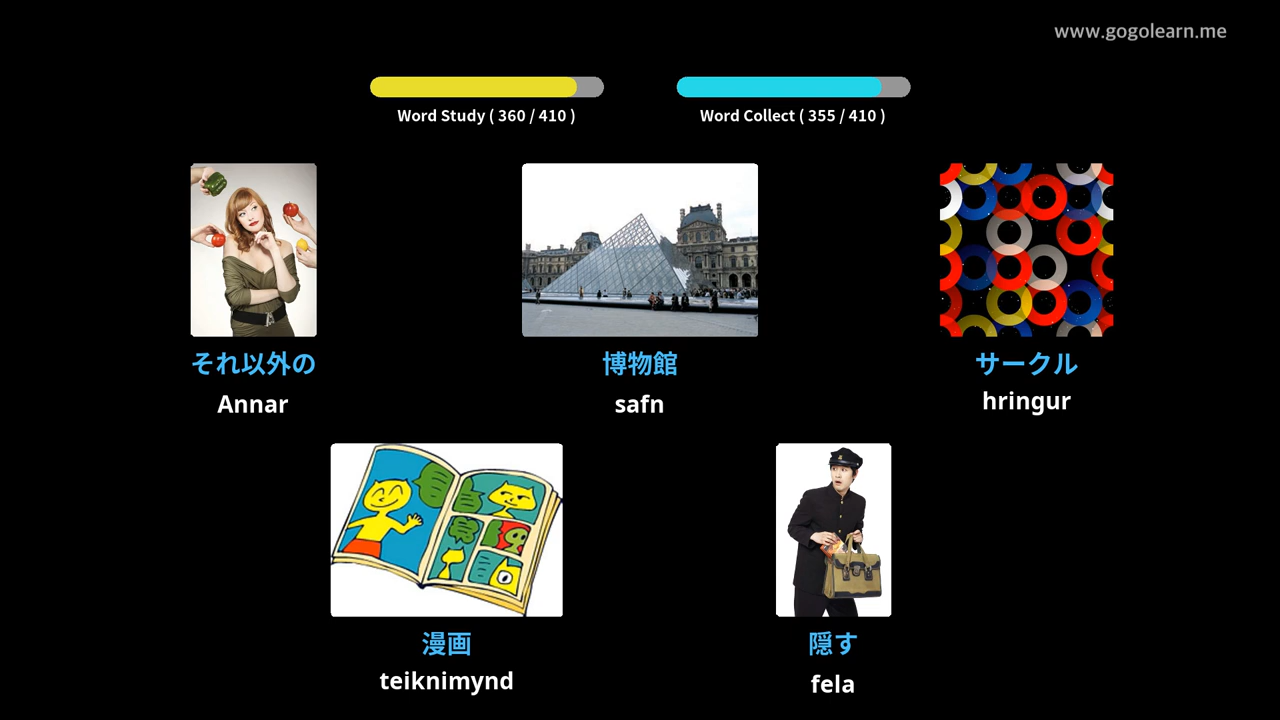 www.gogolearn.me
Word Study ( 360 / 410 )
Word Collect ( 355 / 410 )
それ以外の
Annar
博物館
safn
サークル
hringur
漫画
teiknimynd
隠す
fela